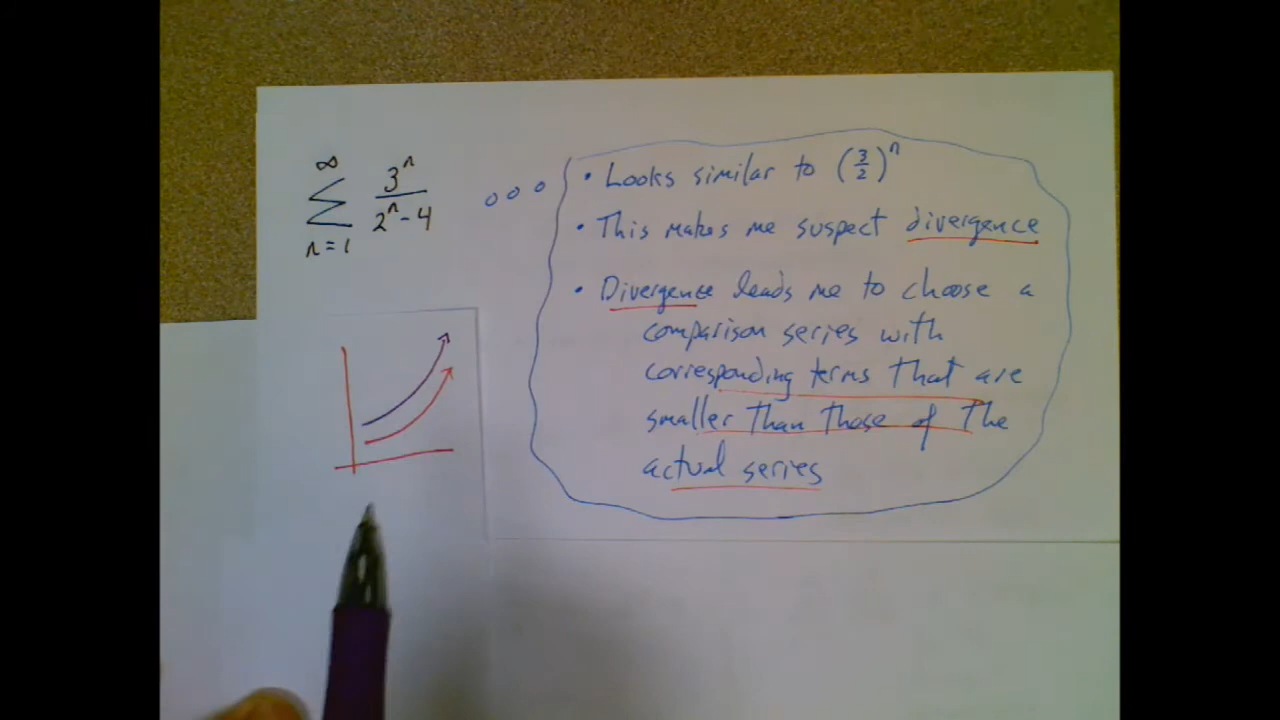 ∞
∑ 3^n / (2^n - 4)
n = 1
• Looks similar to (3/2)^n
• This makes me suspect divergence
• Divergence leads me to choose a
comparison series with
corresponding terms that are
smaller than those of the
actual series